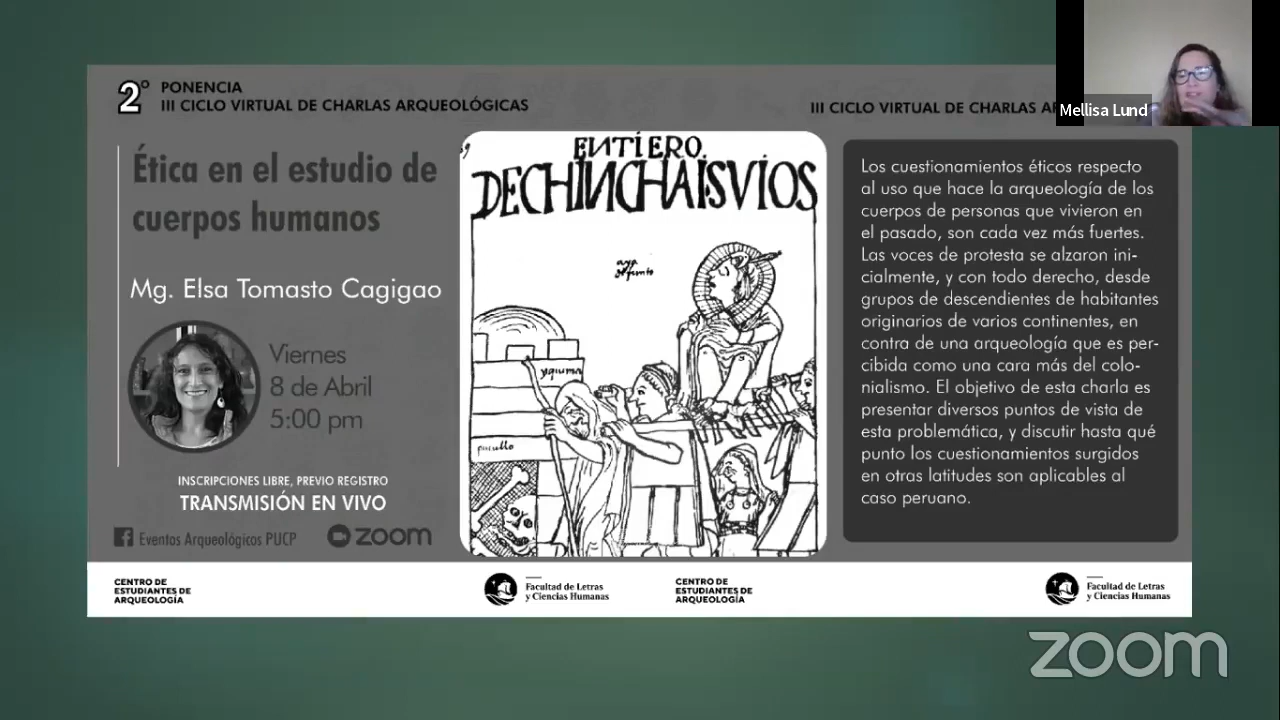 2° PONENCIA
III CICLO VIRTUAL DE CHARLAS ARQUEOLÓGICAS
Ética en el estudio de
cuerpos humanos
Mg. Elsa Tomasto Cagigao
Viernes
8 de Abril
5:00 pm
INSCRIPCIONES LIBRE, PREVIO REGISTRO
TRANSMISIÓN EN VIVO
Eventos Arqueológicos PUCP
zoom
ENTIERO
DECHINCHAISVIOS
aya
defunto
pucullo
III CICLO VIRTUAL DE CHARLAS
Mellisa Lund
Los cuestionamientos éticos respecto
al uso que hace la arqueología de los
cuerpos de personas que vivieron en
el pasado, son cada vez más fuertes.
Las voces de protesta se alzaron ini-
cialmente, y con todo derecho, desde
grupos de descendientes de habitantes
originarios de varios continentes, en
contra de una arqueología que es per-
cibida como una cara más del colo-
nialismo. El objetivo de esta charla es
presentar diversos puntos de vista de
esta problemática, y discutir hasta qué
punto los cuestionamientos surgidos
en otras latitudes son aplicables al
caso peruano.
CENTRO DE
ESTUDIANTES DE
ARQUEOLOGÍA
Facultad de Letras
y Ciencias Humanas
CENTRO DE
ESTUDIANTES DE
ARQUEOLOGÍA
Facultad de Letras
y Ciencias Humanas
zoom